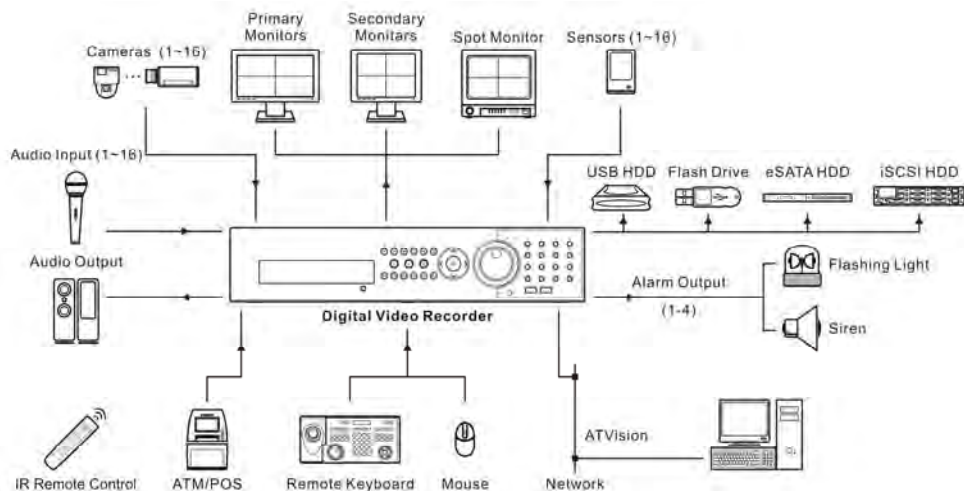 Primary
Monitors
Secondary
Monitars
Spot Monitor
Sensors (1~16)
Cameras (1~16)
Audio Input (1~16)
USB HDD
Flash Drive
eSATA HDD
iSCSI HDD
Audio Output
Digital Video Recorder
Alarm Output
(1-4)
Flashing Light
Siren
ATVision
IR Remote Control
ATM/POS
Remote Keyboard
Mouse
Network